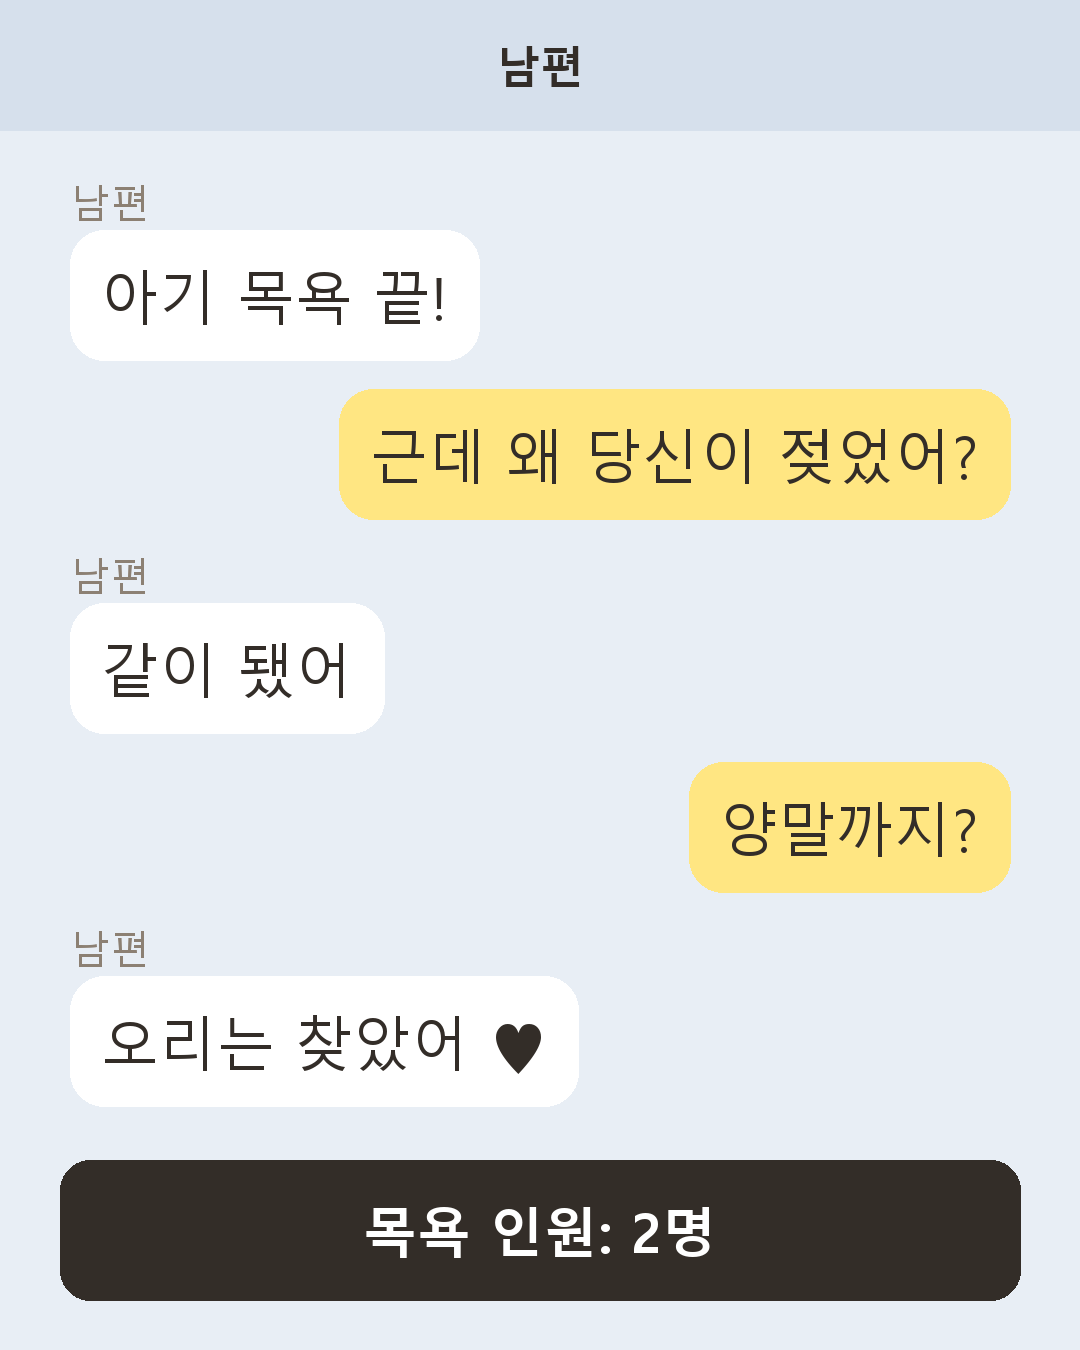 남편
남편
아기 목욕 끝!
근데 왜 당신이 젖었어?
남편
같이 됐어
양말까지?
남편
오리는 찾았어 ♥
목욕 인원: 2명